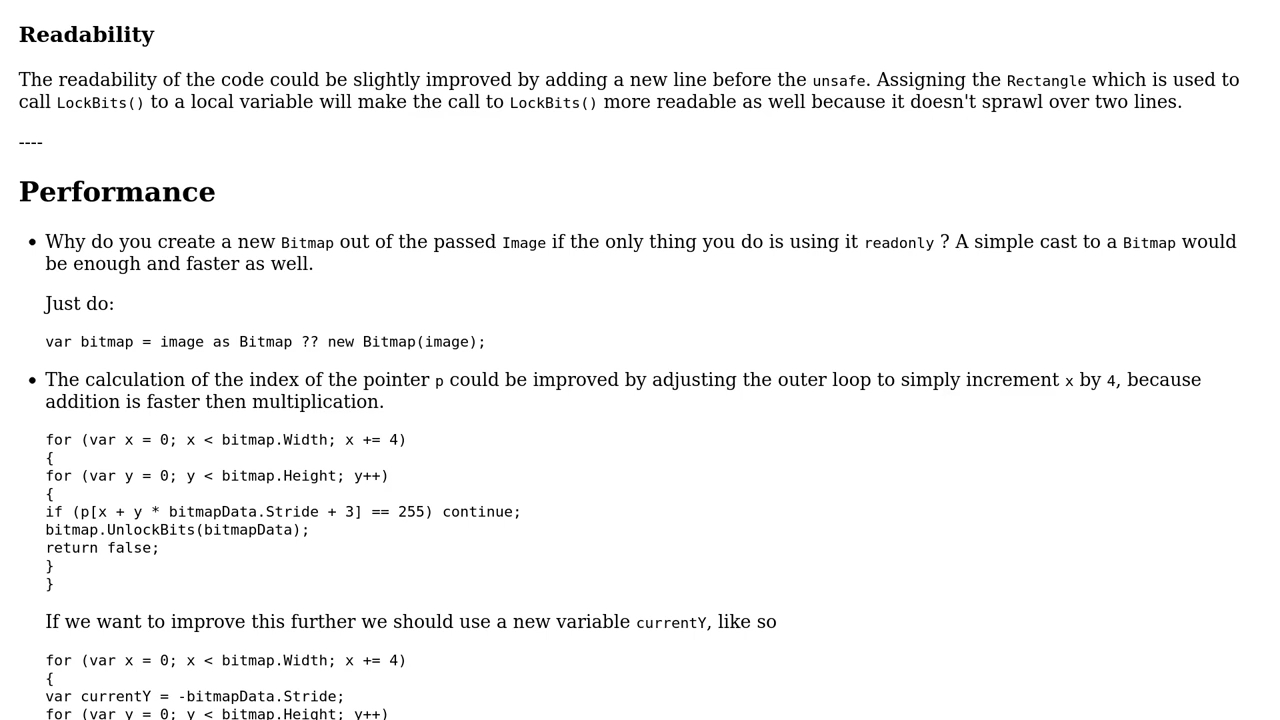 Readability
The readability of the code could be slightly improved by adding a new line before the unsafe. Assigning the Rectangle which is used to
call LockBits() to a local variable will make the call to LockBits() more readable as well because it doesn't sprawl over two lines.
----
Performance
• Why do you create a new Bitmap out of the passed Image if the only thing you do is using it readonly ? A simple cast to a Bitmap would
be enough and faster as well.
Just do:
var bitmap = image as Bitmap ?? new Bitmap(image);
• The calculation of the index of the pointer p could be improved by adjusting the outer loop to simply increment x by 4, because
addition is faster then multiplication.
for (var x = 0; x < bitmap.Width; x += 4)
{
for (var y = 0; y < bitmap.Height; y++)
{
if (p[x + y * bitmapData.Stride + 3] == 255) continue;
bitmap.UnlockBits(bitmapData);
return false;
}
}
If we want to improve this further we should use a new variable currentY, like so
for (var x = 0; x < bitmap.Width; x += 4)
{
var currentY = -bitmapData.Stride;
for (var y = 0; y < bitmap.Height; y++)